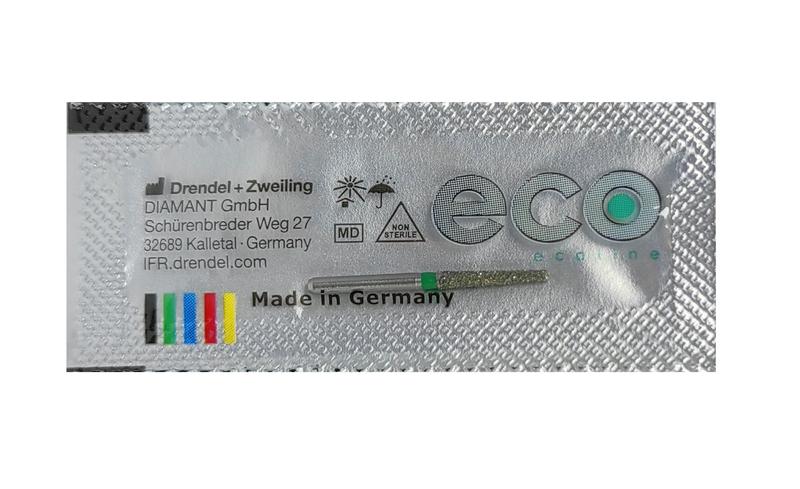 Drendel + Zweiling
DIAMANT GmbH
Schürenbreder Weg 27
32689 Kalletal · Germany
IFR.drendel.com
MD
NON
STERILE
eco
ecoline
Made in Germany